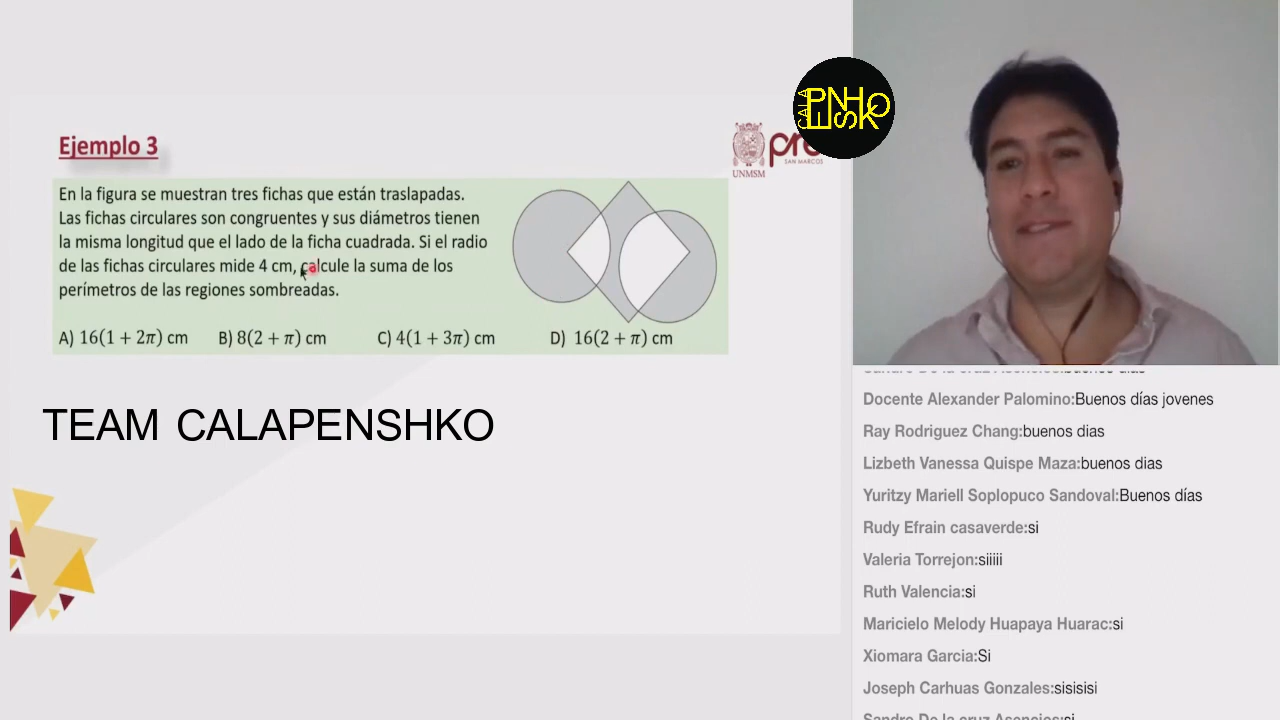 Ejemplo 3
En la figura se muestran tres fichas que están traslapadas.
Las fichas circulares son congruentes y sus diámetros tienen
la misma longitud que el lado de la ficha cuadrada. Si el radio
de las fichas circulares mide 4 cm, calcule la suma de los
perímetros de las regiones sombreadas.
A) 16(1 + 2π) cm B) 8(2 + π) cm C) 4(1 + 3π) cm D) 16(2 + π) cm
UNMSM
SAN MARCOS
CALA
PENSHKO
TEAM CALAPENSHKO
Docente Alexander Palomino:Buenos días jovenes
Ray Rodriguez Chang:buenos dias
Lizbeth Vanessa Quispe Maza:buenos dias
Yuritzy Mariell Soplopuco Sandoval:Buenos días
Rudy Efrain casaverde:si
Valeria Torrejon:siiiii
Ruth Valencia:si
Maricielo Melody Huapaya Huarac:si
Xiomara Garcia:Si
Joseph Carhuas Gonzales:sisisisi